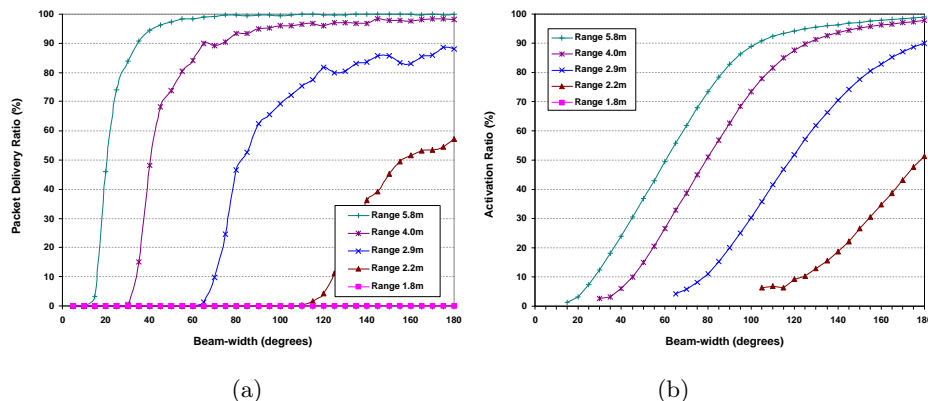 100
90
80
70
60
50
40
30
20
10
0
Packet Delivery Ratio (%)
Range 5.8m
Range 4.0m
Range 2.9m
Range 2.2m
Range 1.8m
0 20 40 60 80 100 120 140 160 180
Beam-width (degrees)
(a)
100
90
80
70
60
50
40
30
20
10
0
Activation Ratio (%)
Range 5.8m
Range 4.0m
Range 2.9m
Range 2.2m
Range 1.8m
0 20 40 60 80 100 120 140 160 180
Beam-width (degrees)
(b)